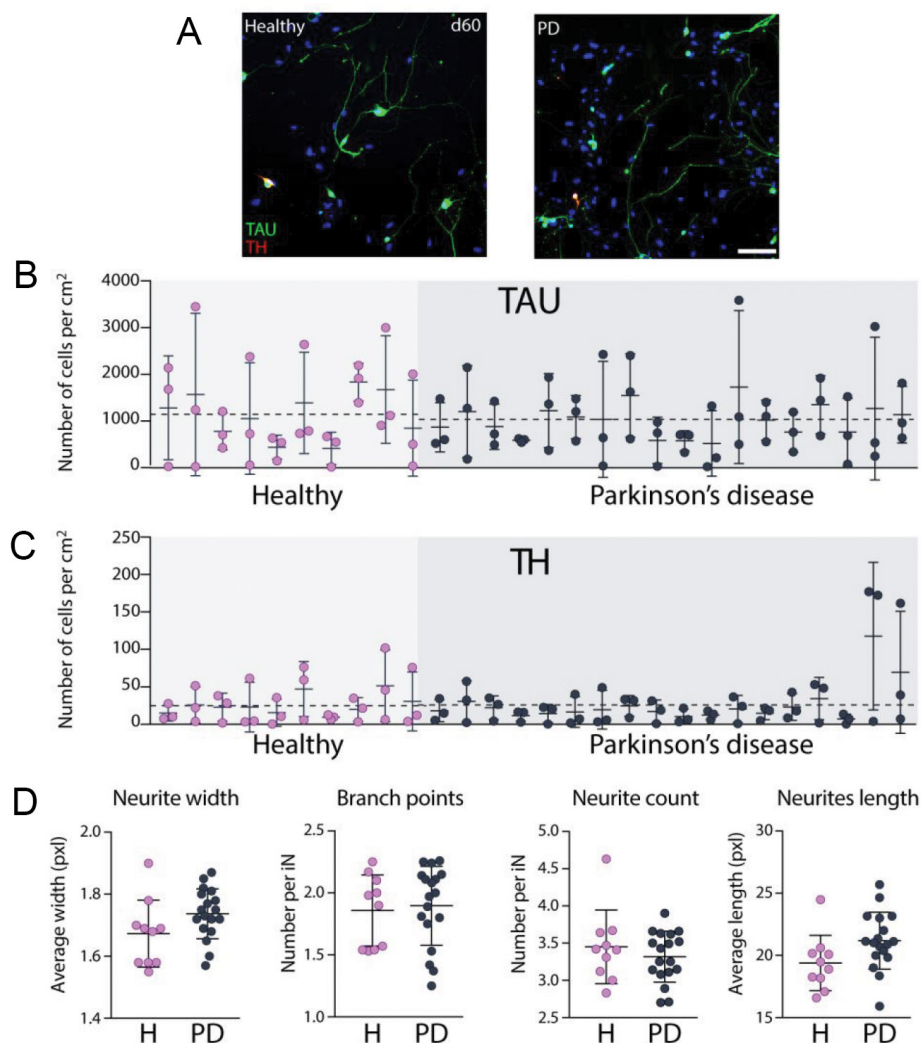 A
Healthy d60
PD
TAU
TH
B
Number of cells per cm²
4000
3000
2000
1000
0
TAU
Healthy Parkinson's disease
C
Number of cells per cm²
250
200
150
100
50
0
TH
Healthy Parkinson's disease
D
Neurite width
Average width (pxl)
2.0
1.8
1.6
1.4
H PD
Branch points
Number per iN
2.5
2.0
1.5
1.0
H PD
Neurite count
Number per iN
5.0
4.5
4.0
3.5
3.0
2.5
H PD
Neurites length
Average length (pxl)
30
25
20
15
H PD